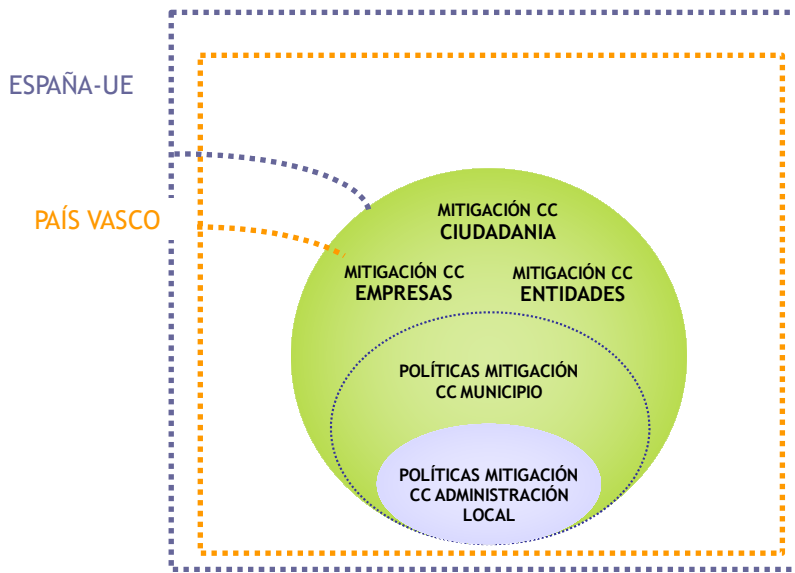 ESPAÑA-UE
PAÍS VASCO
MITIGACIÓN CC
CIUDADANIA
MITIGACIÓN CC
EMPRESAS
MITIGACIÓN CC
ENTIDADES
POLÍTICAS MITIGACIÓN
CC MUNICIPIO
POLÍTICAS MITIGACIÓN
CC ADMINISTRACIÓN
LOCAL